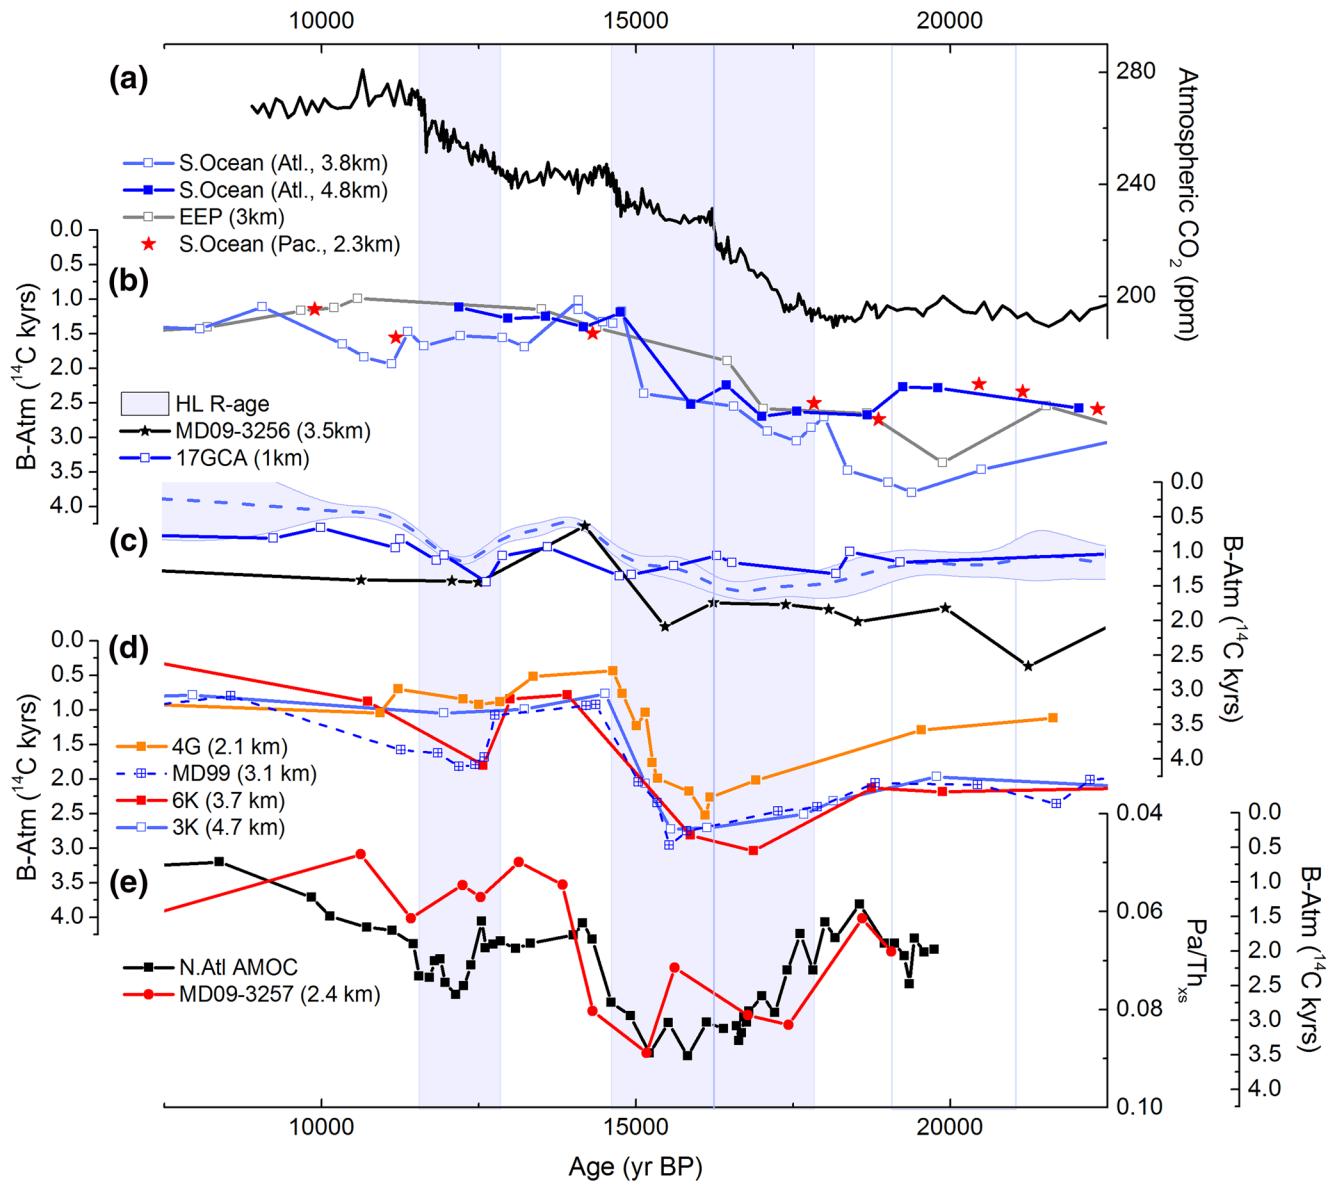 10000 15000 20000
(a)
280
240
200
Atmospheric CO2 (ppm)
S.Ocean (Atl., 3.8km)
S.Ocean (Atl., 4.8km)
EEP (3km)
S.Ocean (Pac., 2.3km)
0.0
0.5
1.0
1.5
2.0
2.5
3.0
3.5
4.0
B-Atm (14C kyrs)
(b)
HL R-age
MD09-3256 (3.5km)
17GCA (1km)
(c)
0.0
0.5
1.0
1.5
2.0
2.5
3.0
3.5
4.0
B-Atm (14C kyrs)
(d)
0.0
0.5
1.0
1.5
2.0
2.5
3.0
3.5
4.0
B-Atm (14C kyrs)
4G (2.1 km)
MD99 (3.1 km)
6K (3.7 km)
3K (4.7 km)
(e)
0.04
0.06
0.08
0.10
Pa/Thxs
0.0
0.5
1.0
1.5
2.0
2.5
3.0
3.5
4.0
B-Atm (14C kyrs)
N.Atl AMOC
MD09-3257 (2.4 km)
10000 15000 20000
Age (yr BP)